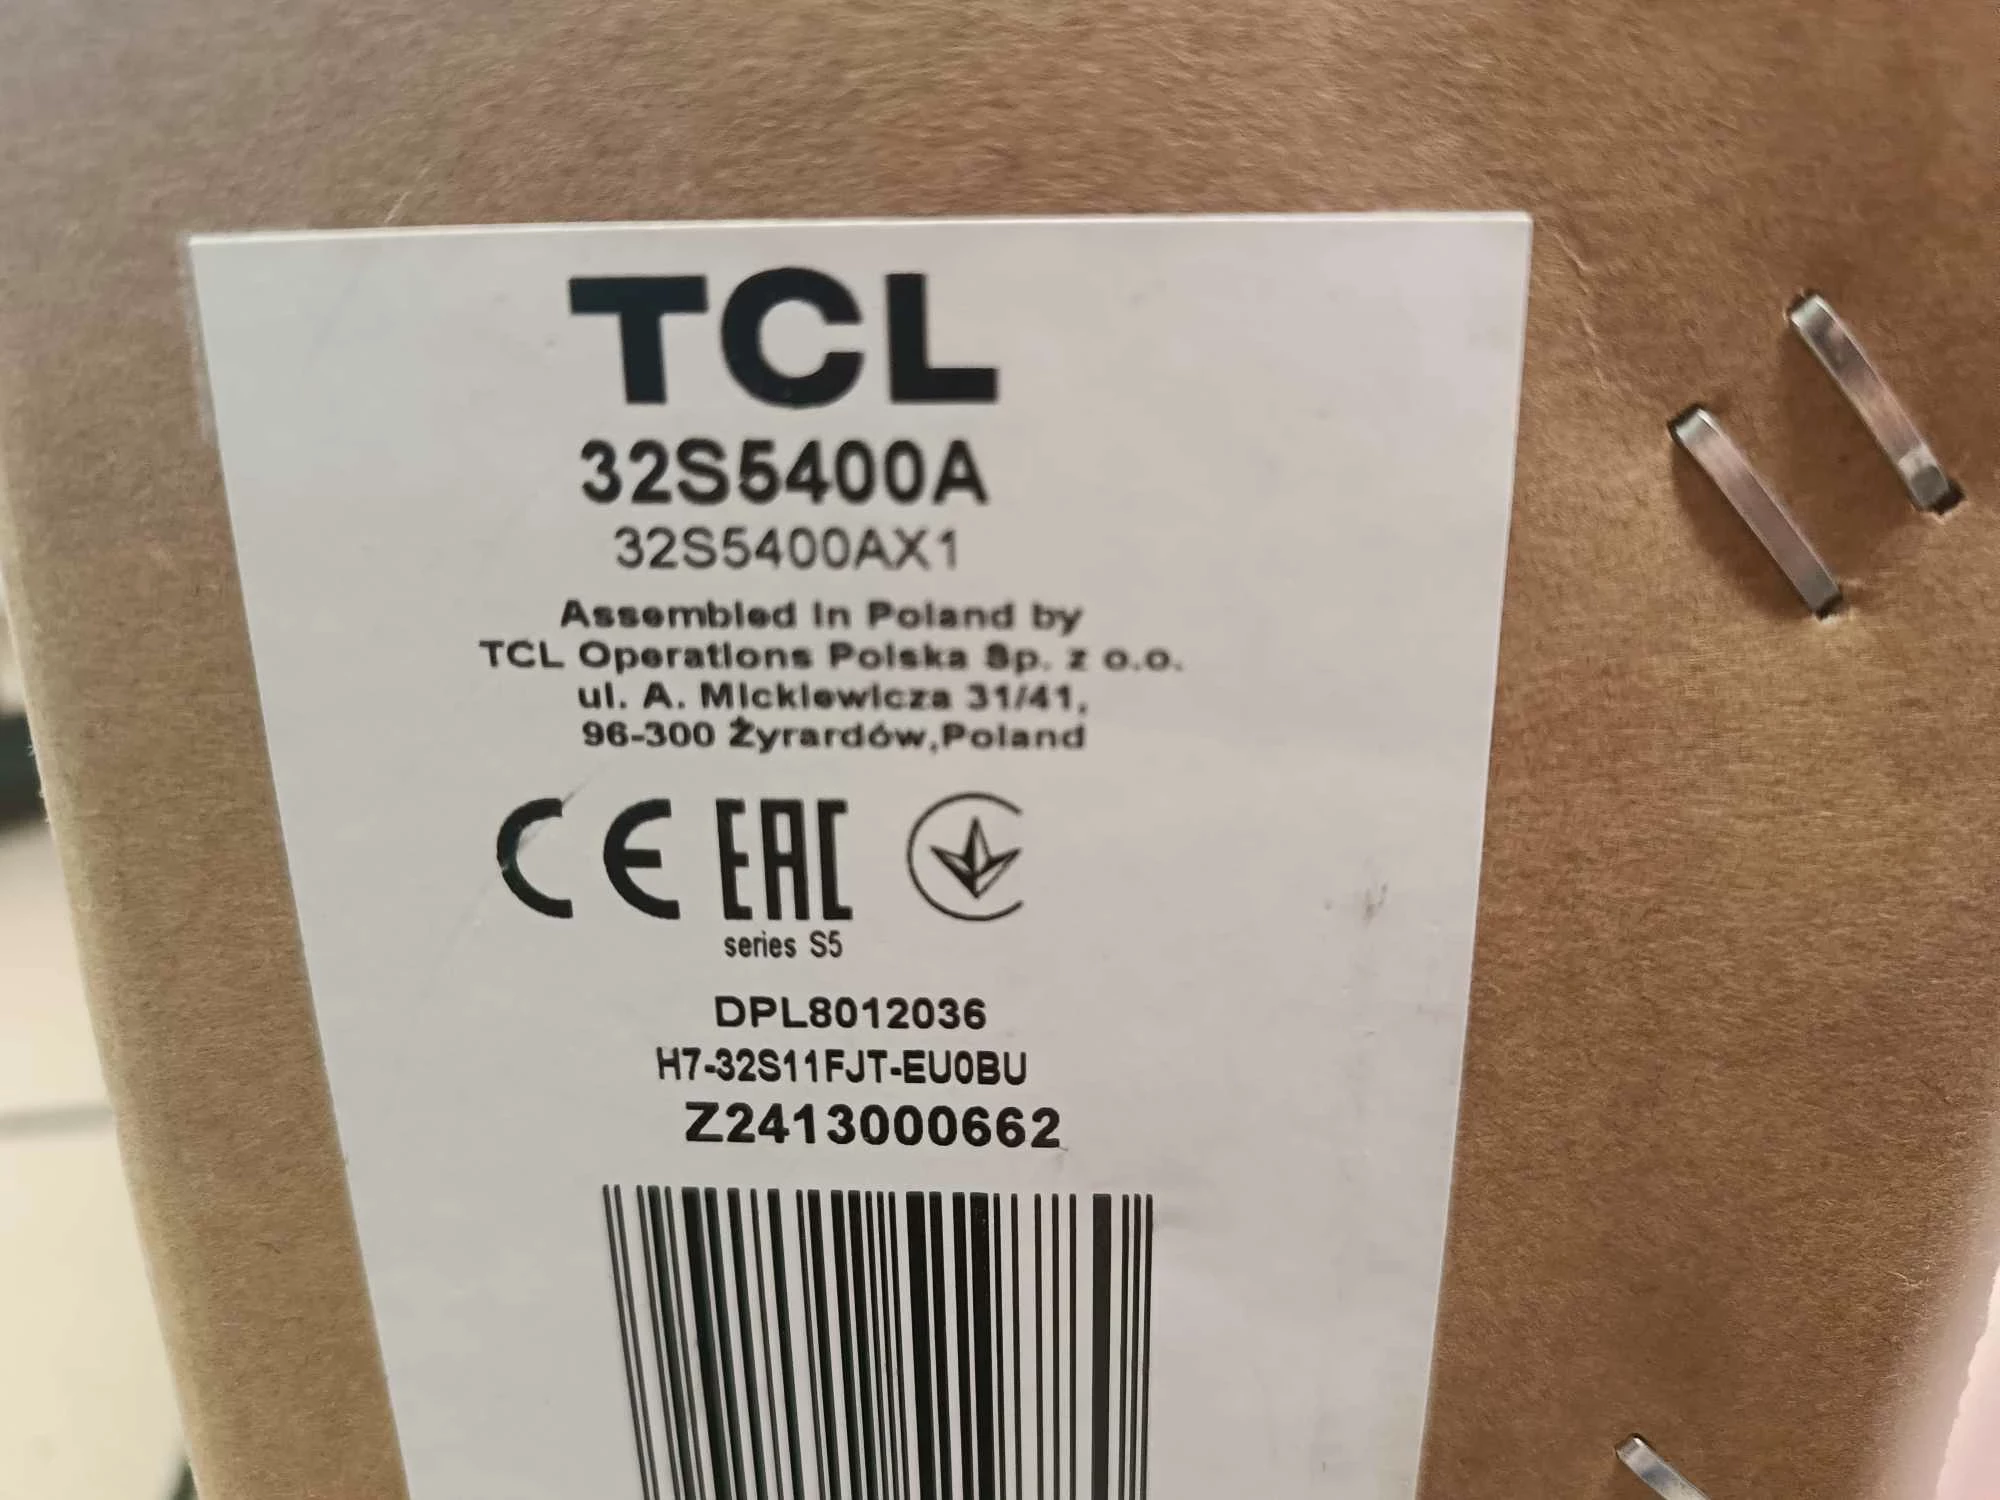 TCL
32S5400A
32S5400AX1
Assembled in Poland by
TCL Operations Polska Sp. z o.o.
ul. A. Mickiewicza 31/41,
96-300 Żyrardów,Poland
CE EAC
series S5
DPL8012036
H7-32S11FJT-EU0BU
Z2413000662